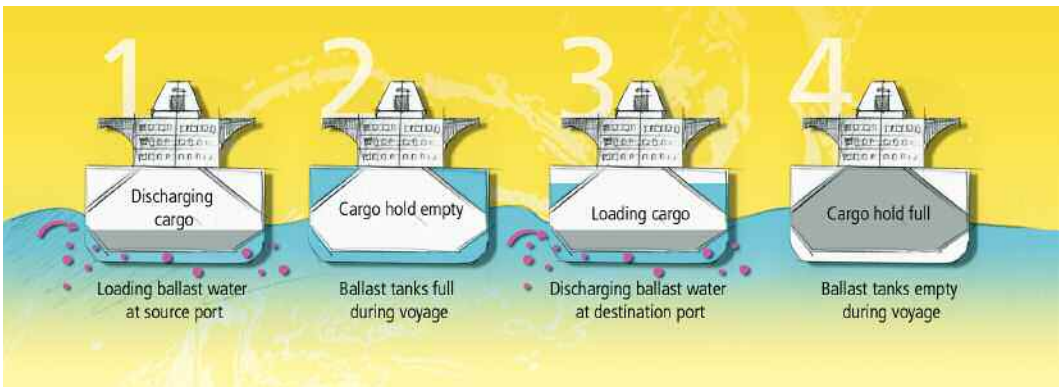 1
2
3
4
Discharging
cargo
Cargo hold empty
Loading cargo
Cargo hold full
Loading ballast water
at source port
Ballast tanks full
during voyage
Discharging ballast water
at destination port
Ballast tanks empty
during voyage